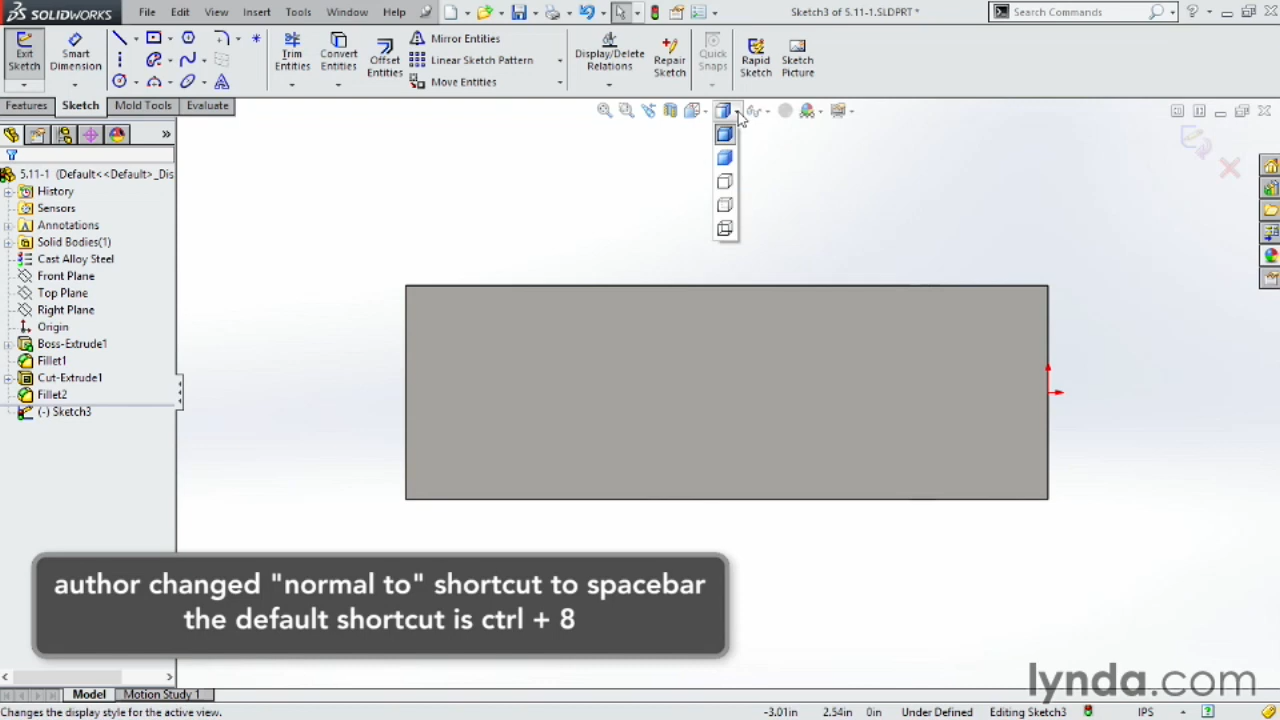 SOLIDWORKS
File Edit View Insert Tools Window Help
Sketch3 of 5.11-1.SLDPRT *
Search Commands
Exit Sketch
Smart Dimension
Trim Entities
Convert Entities
Offset Entities
Mirror Entities
Linear Sketch Pattern
Move Entities
Display/Delete Relations
Repair Sketch
Quick Snaps
Rapid Sketch
Sketch Picture
Features Sketch Mold Tools Evaluate
5.11-1 (Default<<Default>_Dis
History
Sensors
Annotations
Solid Bodies(1)
Cast Alloy Steel
Front Plane
Top Plane
Right Plane
Origin
Boss-Extrude1
Fillet1
Cut-Extrude1
Fillet2
(-) Sketch3
author changed "normal to" shortcut to spacebar
the default shortcut is ctrl + 8
lynda.com
Model Motion Study 1
Changes the display style for the active view.
-3.01in 2.54in 0in Under Defined Editing Sketch3 IPS